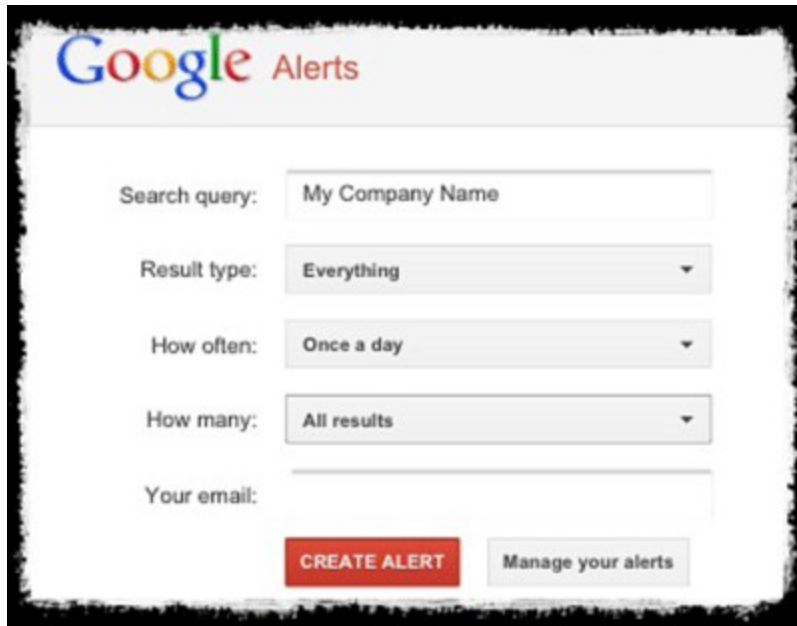 Google Alerts
Search query: My Company Name
Result type: Everything
How often: Once a day
How many: All results
Your email:
CREATE ALERT Manage your alerts